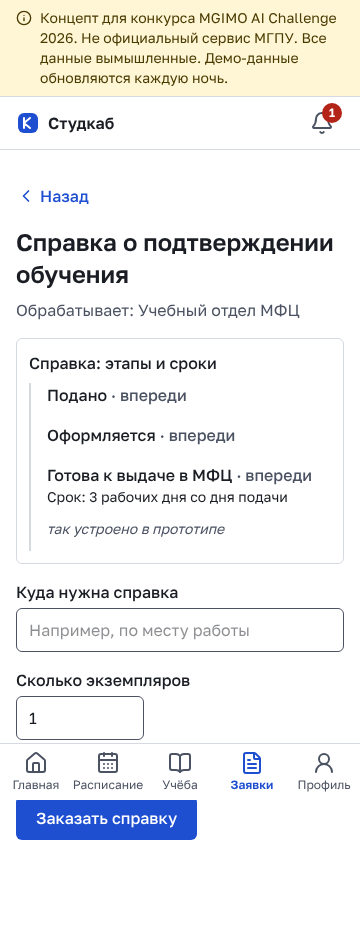 Концепт для конкурса MGIMO AI Challenge
2026. Не официальный сервис МГПУ. Все
данные вымышленные. Демо-данные
обновляются каждую ночь.
Студкаб
1
Назад
Справка о подтверждении
обучения
Обрабатывает: Учебный отдел МФЦ
Справка: этапы и сроки
Подано · впереди
Оформляется · впереди
Готова к выдаче в МФЦ · впереди
Срок: 3 рабочих дня со дня подачи
так устроено в прототипе
Куда нужна справка
Например, по месту работы
Сколько экземпляров
1
Главная Расписание Учёба Заявки Профиль
Заказать справку